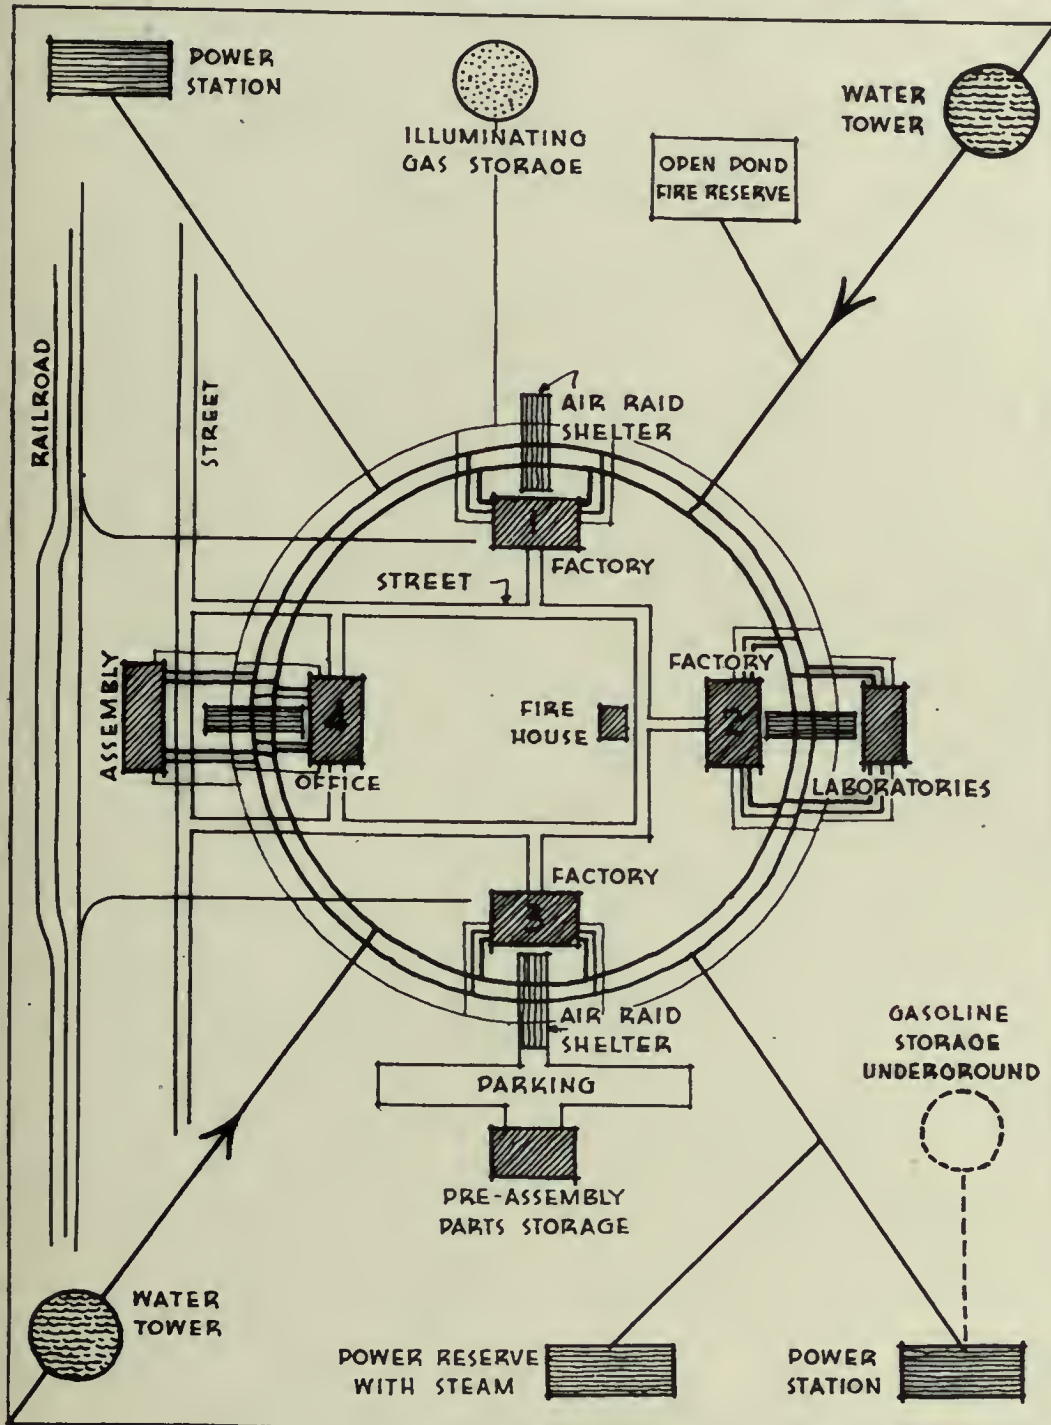 POWER
STATION
ILLUMINATING
GAS STORAGE
WATER
TOWER
OPEN POND
FIRE RESERVE
RAILROAD
STREET
AIR RAID
SHELTER
1
FACTORY
STREET
ASSEMBLY
4
OFFICE
FIRE
HOUSE
FACTORY
2
LABORATORIES
FACTORY
3
AIR RAID
SHELTER
PARKING
PRE-ASSEMBLY
PARTS STORAGE
GASOLINE
STORAGE
UNDERGROUND
WATER
TOWER
POWER RESERVE
WITH STEAM
POWER
STATION